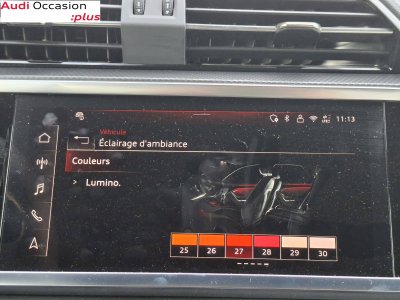 Audi Occasion
:plus
11:13
Véhicule
Éclairage d'ambiance
Couleurs
> Lumino.
25 26 27 28 29 30